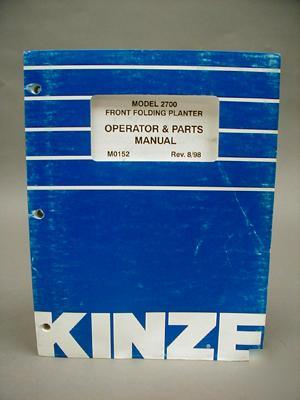 MODEL 2700
FRONT FOLDING PLANTER
OPERATOR & PARTS
MANUAL
M0152 Rev. 8/98
KINZE